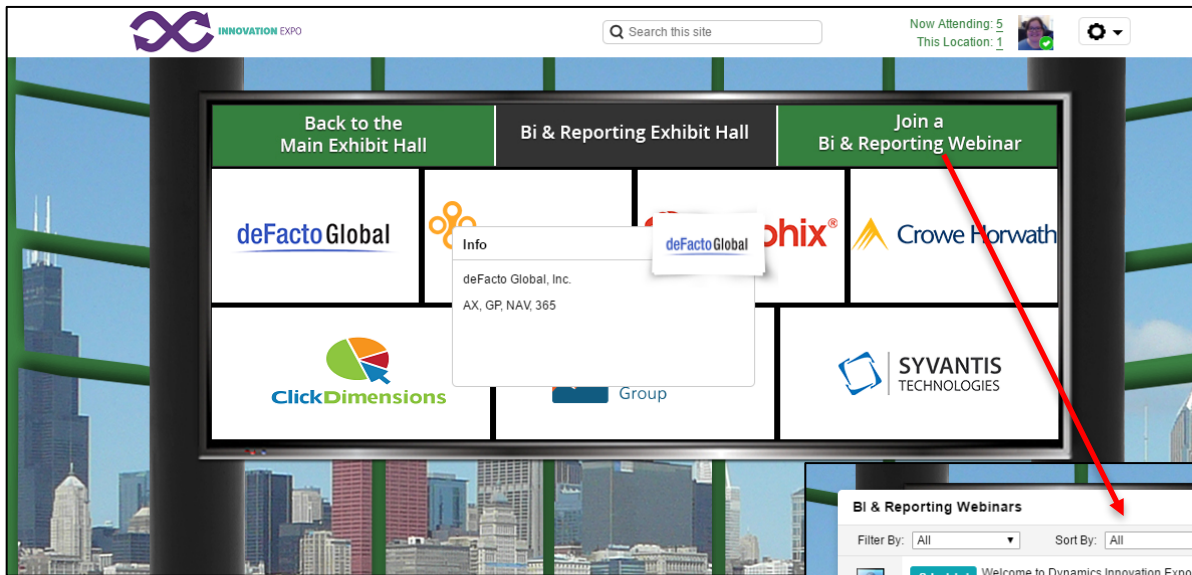 INNOVATION EXPO
Search this site
Now Attending: 5
This Location: 1
Back to the
Main Exhibit Hall
Bi & Reporting Exhibit Hall
Join a
Bi & Reporting Webinar
deFacto Global
phix®
Crowe Horwath
Info
deFacto Global
deFacto Global, Inc.
AX, GP, NAV, 365
ClickDimensions
Group
SYVANTIS
TECHNOLOGIES
BI & Reporting Webinars
Filter By: All
Sort By: All
Welcome to Dynamics Innovation Expo